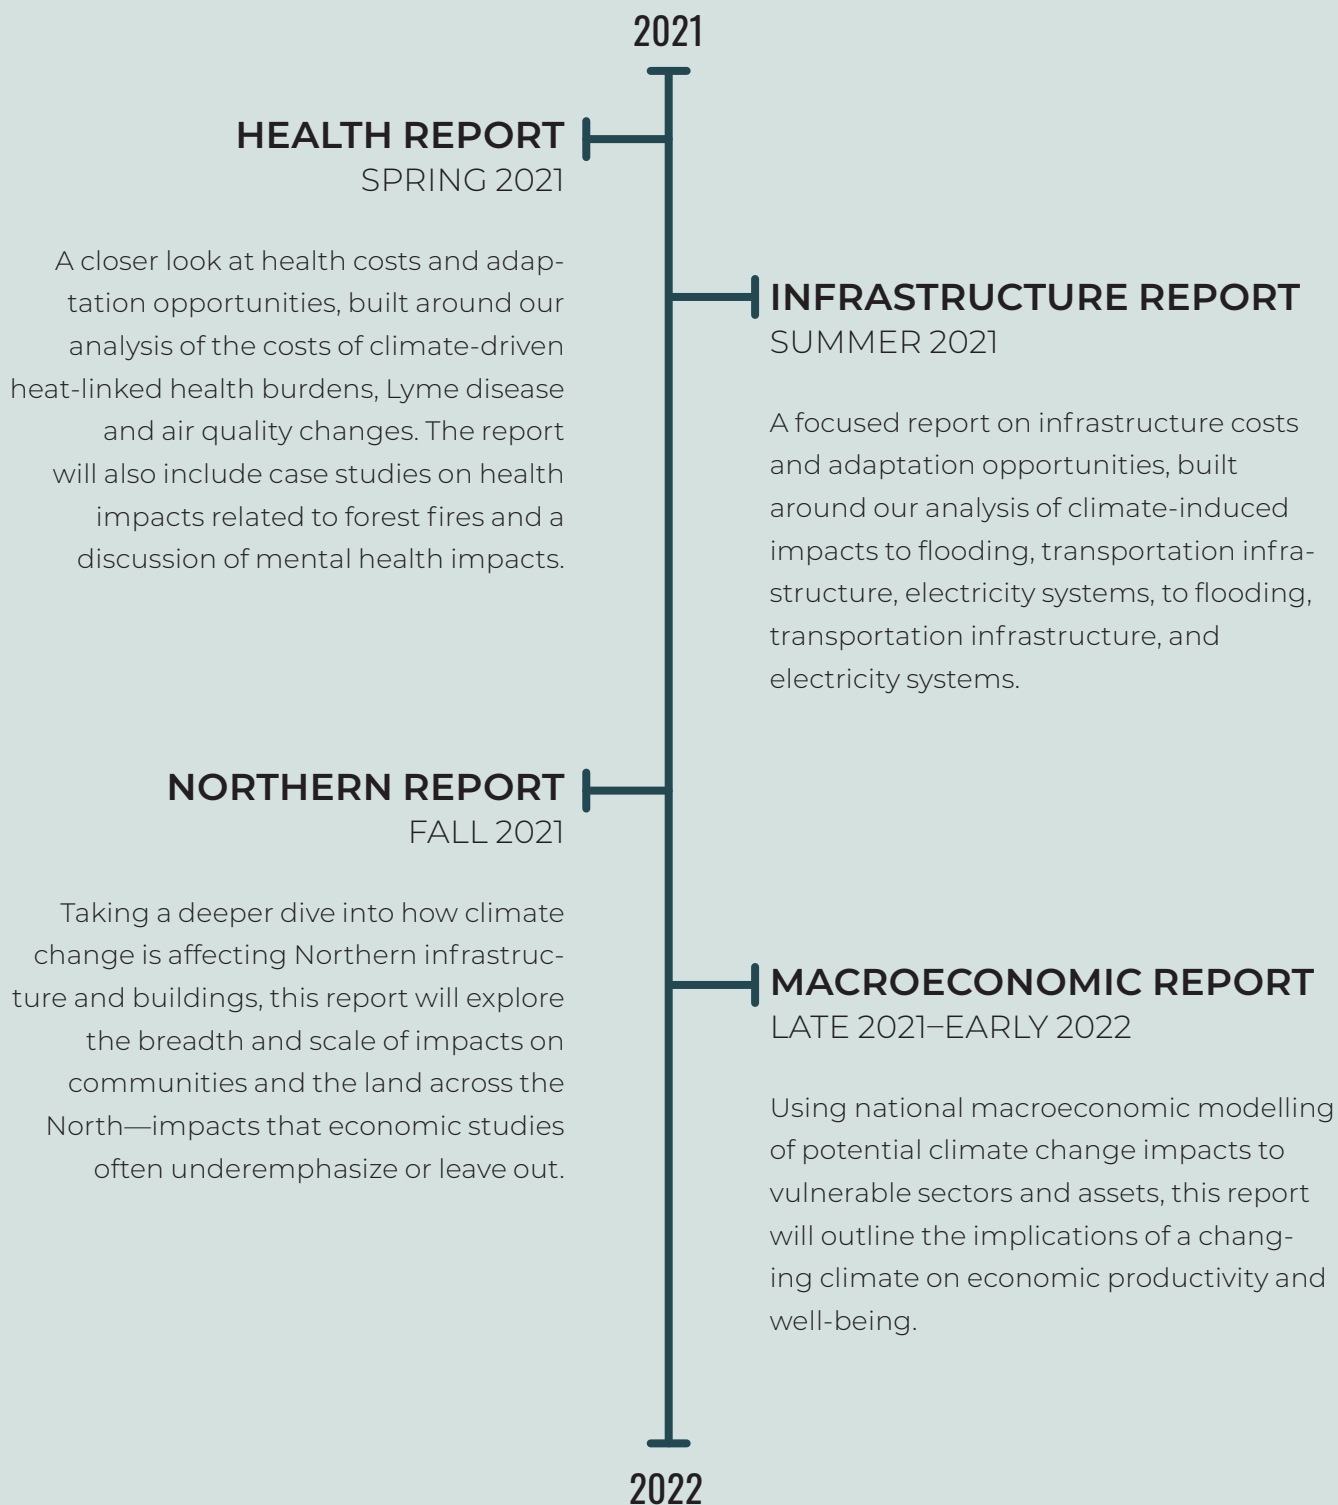 2021
HEALTH REPORT
SPRING 2021
A closer look at health costs and adap-
tation opportunities, built around our
analysis of the costs of climate-driven
heat-linked health burdens, Lyme disease
and air quality changes. The report
will also include case studies on health
impacts related to forest fires and a
discussion of mental health impacts.
INFRASTRUCTURE REPORT
SUMMER 2021
A focused report on infrastructure costs
and adaptation opportunities, built
around our analysis of climate-induced
impacts to flooding, transportation infra-
structure, electricity systems, to flooding,
transportation infrastructure, and
electricity systems.
NORTHERN REPORT
FALL 2021
Taking a deeper dive into how climate
change is affecting Northern infrastruc-
ture and buildings, this report will explore
the breadth and scale of impacts on
communities and the land across the
North—impacts that economic studies
often underemphasize or leave out.
MACROECONOMIC REPORT
LATE 2021–EARLY 2022
Using national macroeconomic modelling
of potential climate change impacts to
vulnerable sectors and assets, this report
will outline the implications of a chang-
ing climate on economic productivity and
well-being.
2022